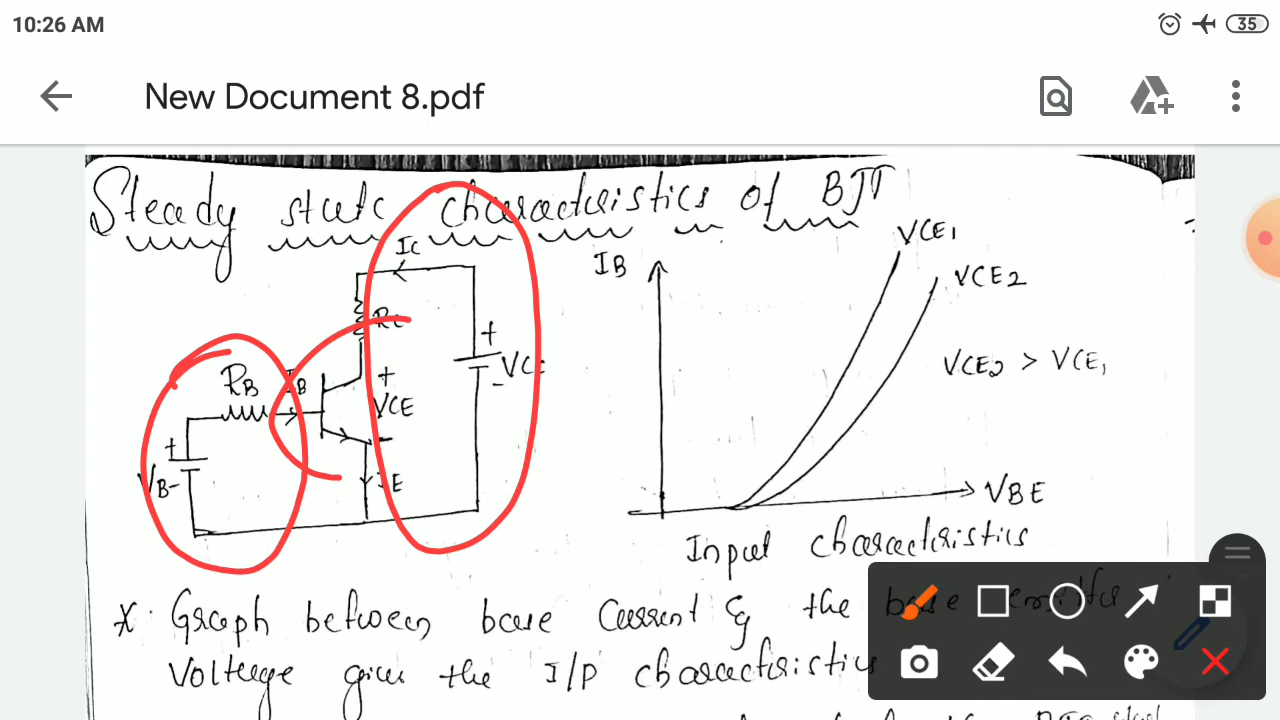 10:26 AM
35
New Document 8.pdf
Steady state characteristics of BJT
IC
RC
+
VCC
-
RB
IB
+
VCE
-
+
VB-
IE
IB
VCE1
VCE2
VCE2 > VCE1
VBE
Input characteristics
* Graph between base current & the base emitter
Voltage gives the I/P characteristics